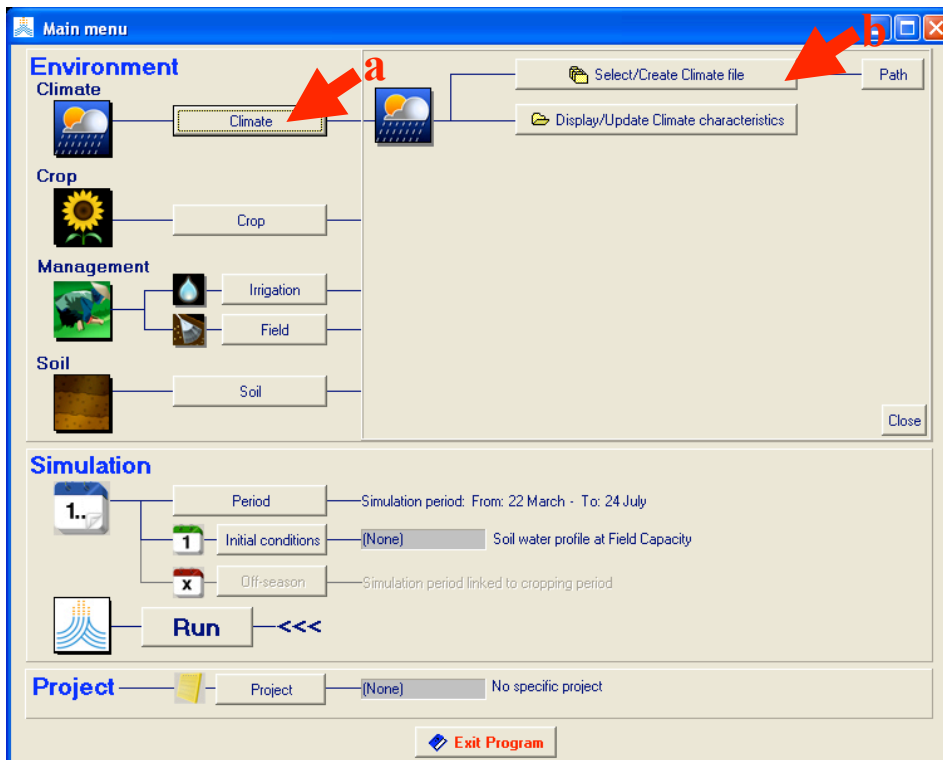 Main menu
Environment
Climate
Climate
a
b
Select/Create Climate file
Path
Display/Update Climate characteristics
Crop
Crop
Management
Irrigation
Field
Soil
Soil
Close
Simulation
1..
Period
Simulation period: From: 22 March - To: 24 July
1
Initial conditions
(None)
Soil water profile at Field Capacity
x
Off-season
Simulation period linked to cropping period
Run
<<<
Project
Project
(None)
No specific project
Exit Program